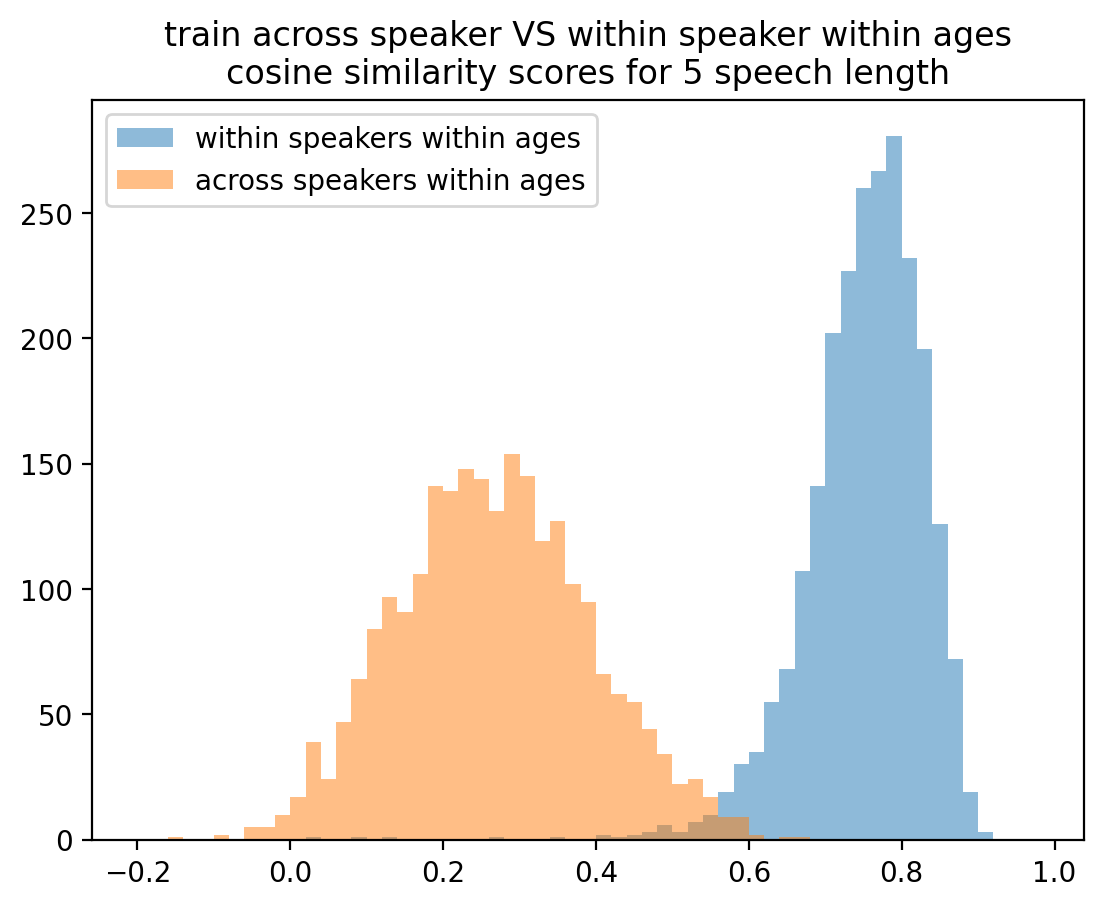 train across speaker VS within speaker within ages
cosine similarity scores for 5 speech length
within speakers within ages
across speakers within ages
250
200
150
100
50
0
−0.2 0.0 0.2 0.4 0.6 0.8 1.0